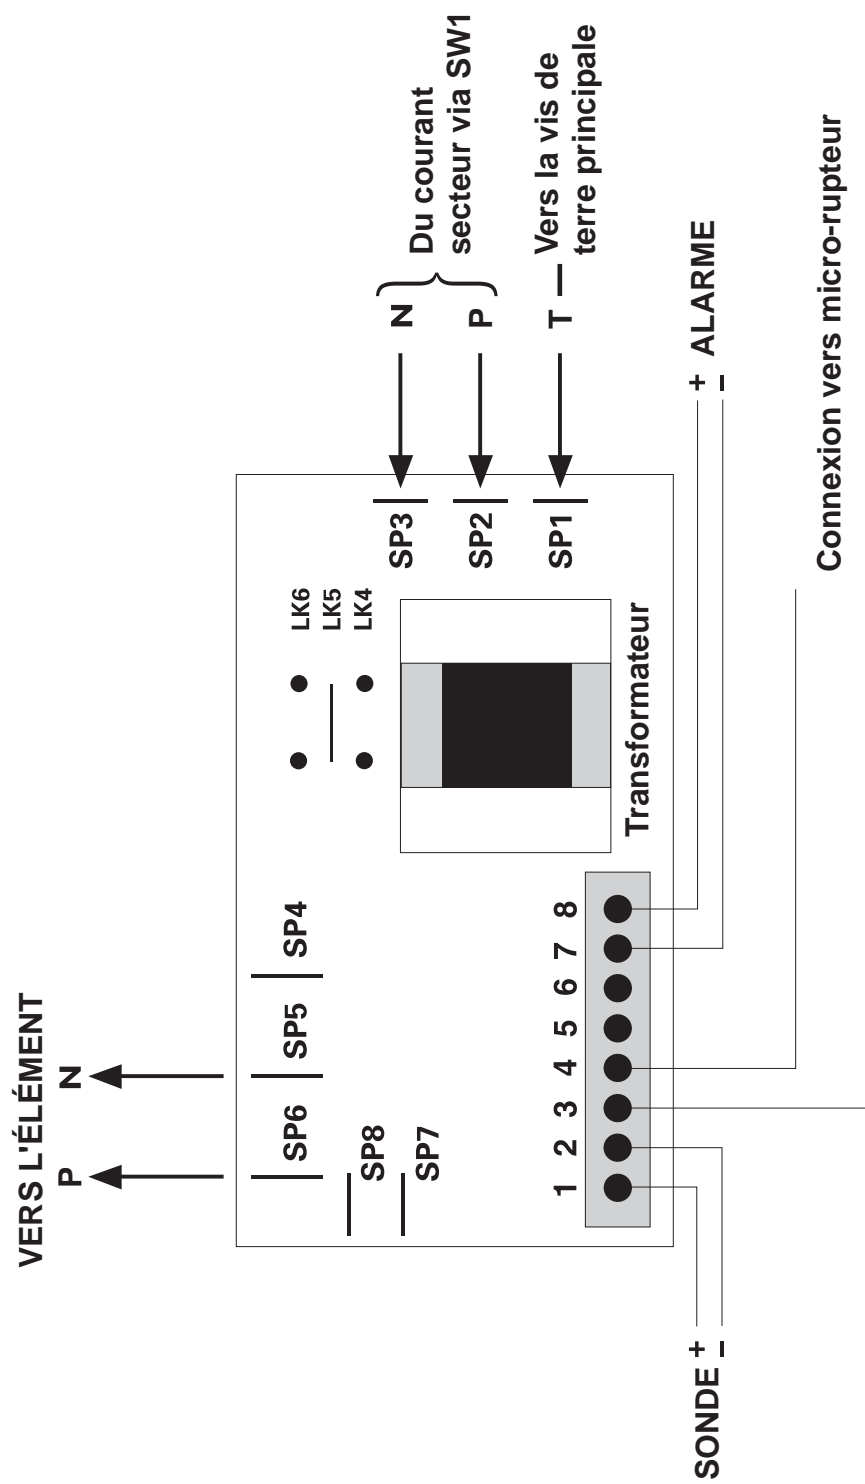 VERS L'ÉLÉMENT
P
N
SP6
SP5
SP4
SP8
SP7
LK6
LK5
LK4
SP3
SP2
SP1
N
P
T
Du courant
secteur via SW1
Vers la vis de
terre principale
Transformateur
1 2 3 4 5 6 7 8
SONDE +
–
+ ALARME
–
Connexion vers micro-rupteur